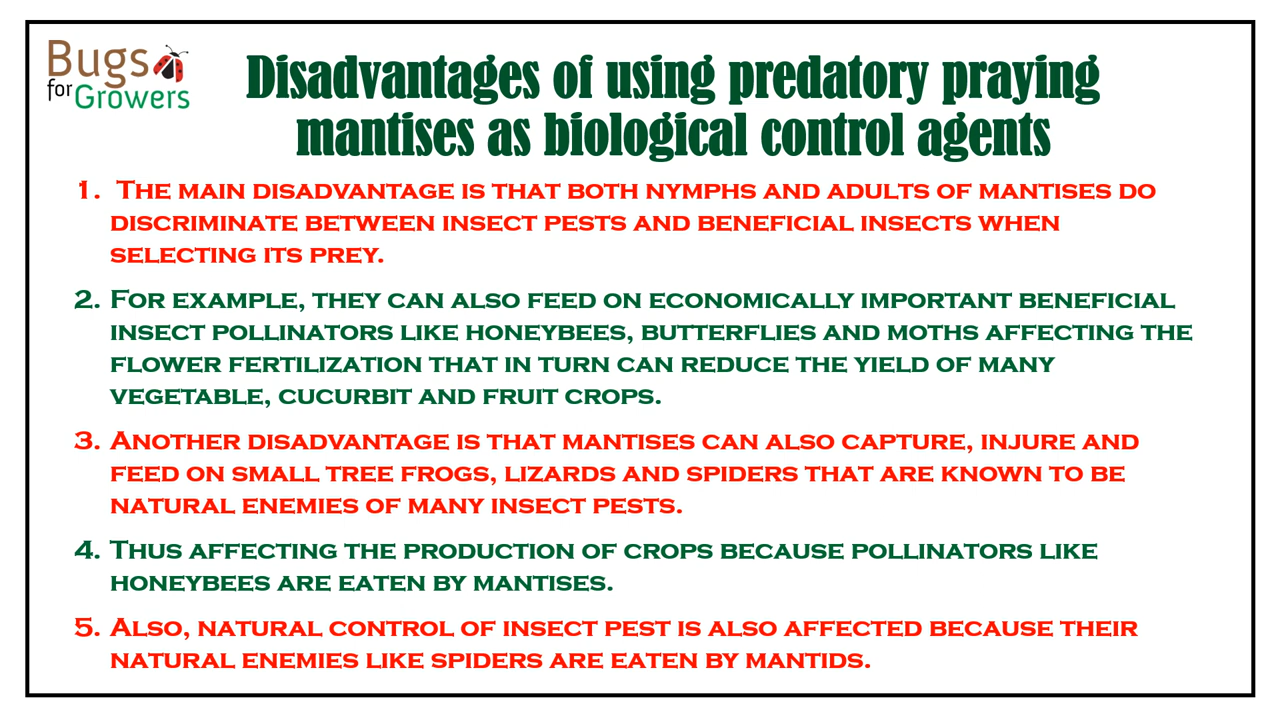 Bugs
for Growers
Disadvantages of using predatory praying
mantises as biological control agents
1. The main disadvantage is that both nymphs and adults of mantises do
discriminate between insect pests and beneficial insects when
selecting its prey.
2. For example, they can also feed on economically important beneficial
insect pollinators like honeybees, butterflies and moths affecting the
flower fertilization that in turn can reduce the yield of many
vegetable, cucurbit and fruit crops.
3. Another disadvantage is that mantises can also capture, injure and
feed on small tree frogs, lizards and spiders that are known to be
natural enemies of many insect pests.
4. Thus affecting the production of crops because pollinators like
honeybees are eaten by mantises.
5. Also, natural control of insect pest is also affected because their
natural enemies like spiders are eaten by mantids.